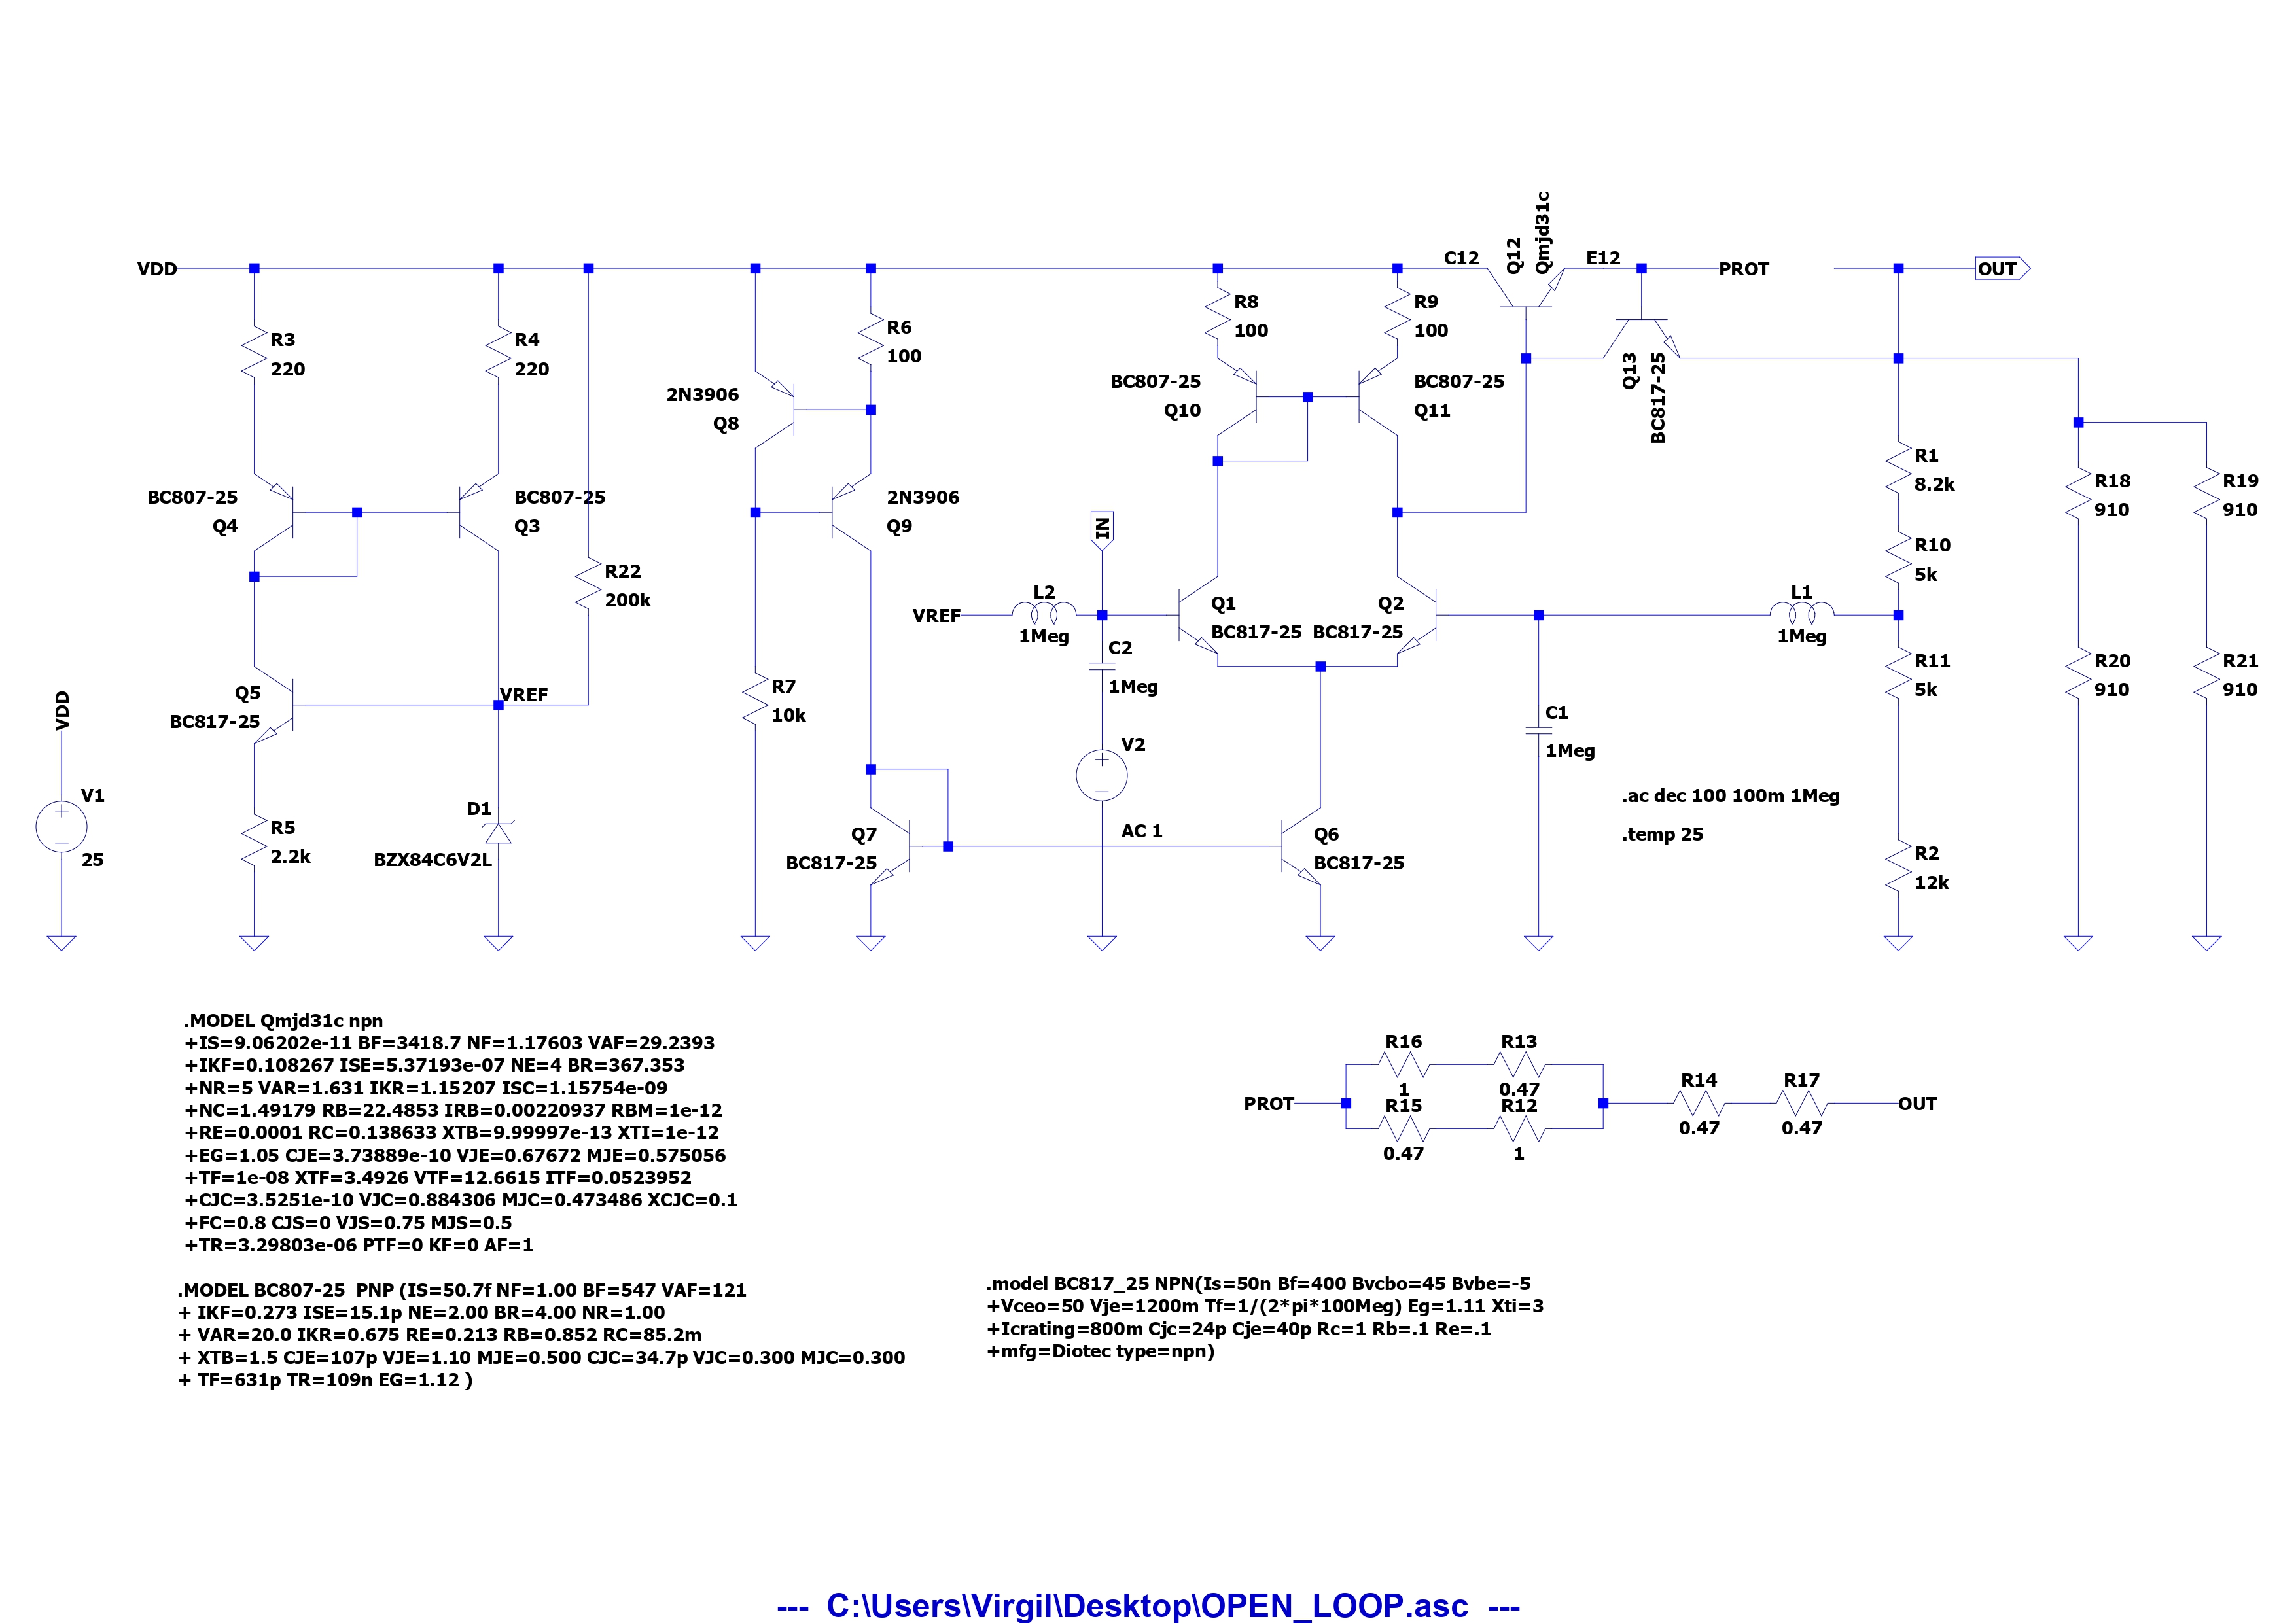 Q12
Qmjd31c
VDD
C12
E12
PROT
OUT
R3
220
R4
220
R6
100
R8
100
R9
100
2N3906
Q8
BC807-25
Q10
BC807-25
Q11
Q13
BC817-25
R1
8.2k
R18
910
R19
910
BC807-25
Q4
BC807-25
Q3
2N3906
Q9
IN
R10
5k
R22
200k
VREF
L2
1Meg
Q1
BC817-25
Q2
BC817-25
L1
1Meg
C2
1Meg
R11
5k
R20
910
R21
910
VDD
Q5
BC817-25
VREF
R7
10k
C1
1Meg
V2
V1
25
R5
2.2k
D1
BZX84C6V2L
Q7
BC817-25
AC 1
Q6
BC817-25
.ac dec 100 100m 1Meg
.temp 25
R2
12k
.MODEL Qmjd31c npn
+IS=9.06202e-11 BF=3418.7 NF=1.17603 VAF=29.2393
+IKF=0.108267 ISE=5.37193e-07 NE=4 BR=367.353
+NR=5 VAR=1.631 IKR=1.15207 ISC=1.15754e-09
+NC=1.49179 RB=22.4853 IRB=0.00220937 RBM=1e-12
+RE=0.0001 RC=0.138633 XTB=9.99997e-13 XTI=1e-12
+EG=1.05 CJE=3.73889e-10 VJE=0.67672 MJE=0.575056
+TF=1e-08 XTF=3.4926 VTF=12.6615 ITF=0.0523952
+CJC=3.5251e-10 VJC=0.884306 MJC=0.473486 XCJC=0.1
+FC=0.8 CJS=0 VJS=0.75 MJS=0.5
+TR=3.29803e-06 PTF=0 KF=0 AF=1
R16
1
R13
0.47
PROT
R15
0.47
R12
1
R14
0.47
R17
0.47
OUT
.MODEL BC807-25 PNP (IS=50.7f NF=1.00 BF=547 VAF=121
+ IKF=0.273 ISE=15.1p NE=2.00 BR=4.00 NR=1.00
+ VAR=20.0 IKR=0.675 RE=0.213 RB=0.852 RC=85.2m
+ XTB=1.5 CJE=107p VJE=1.10 MJE=0.500 CJC=34.7p VJC=0.300 MJC=0.300
+ TF=631p TR=109n EG=1.12 )
.model BC817_25 NPN(Is=50n Bf=400 Bvcbo=45 Bvbe=-5
+Vceo=50 Vje=1200m Tf=1/(2*pi*100Meg) Eg=1.11 Xti=3
+Icrating=800m Cjc=24p Cje=40p Rc=1 Rb=.1 Re=.1
+mfg=Diotec type=npn)
--- C:\Users\Virgil\Desktop\OPEN_LOOP.asc ---